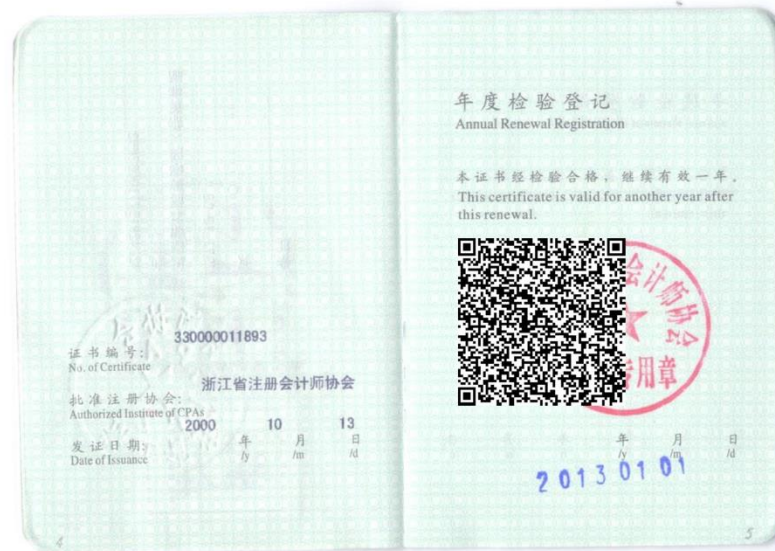 330000011893
证书编号:
No. of Certificate
浙江省注册会计师协会
批准注册协会:
Authorized Institute of CPAs
2000 10 13
发证日期: 年 月 日
Date of Issuance /y /m /d
4
年度检验登记
Annual Renewal Registration
本证书经检验合格，继续有效一年。
This certificate is valid for another year after
this renewal.
会计师协会
专用章
年 月 日
/y /m /d
2013 01 01
5